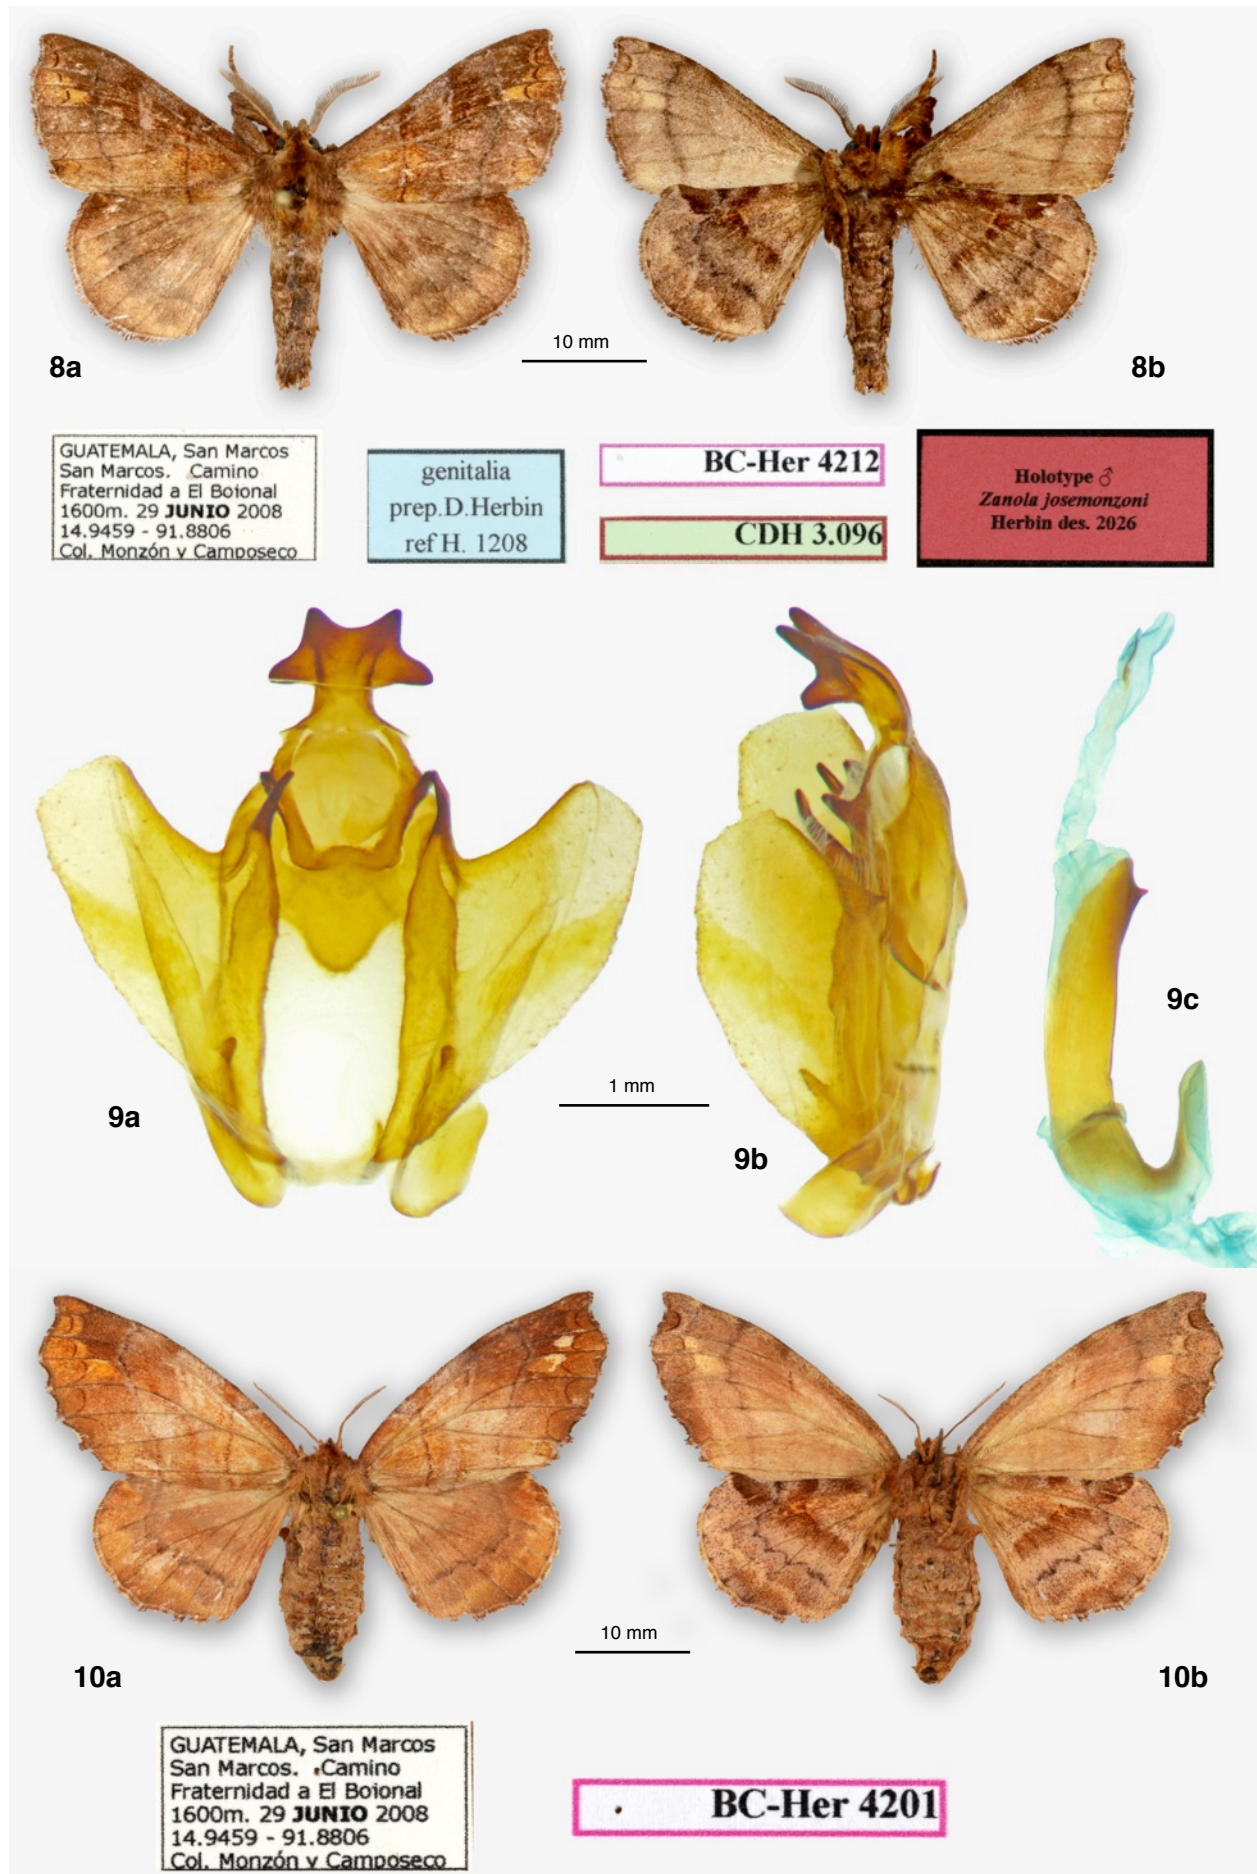 8a
10 mm
8b
GUATEMALA, San Marcos
San Marcos. Camino
Fraternidad a El Boional
1600m. 29 JUNIO 2008
14.9459 - 91.8806
Col. Monzón y Camposeco
genitalia
prep.D.Herbin
ref H. 1208
BC-Her 4212
CDH 3.096
Holotype ♂
Zanola josemonzoni
Herbin des. 2026
9a
1 mm
9b
9c
10a
10 mm
10b
GUATEMALA, San Marcos
San Marcos. Camino
Fraternidad a El Boional
1600m. 29 JUNIO 2008
14.9459 - 91.8806
Col. Monzón y Camposeco
BC-Her 4201